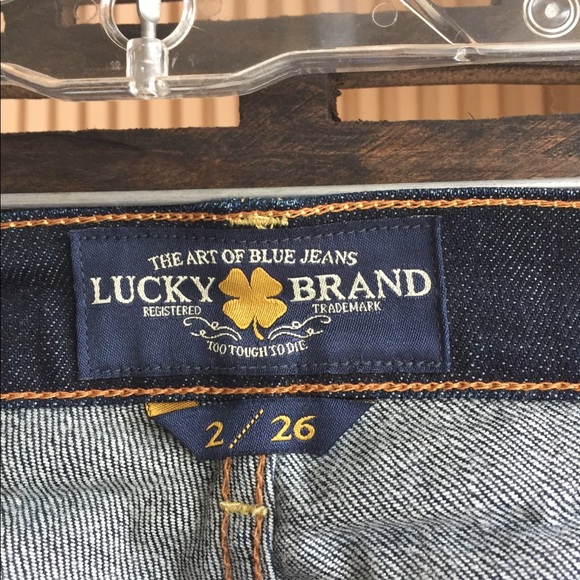 THE ART OF BLUE JEANS
LUCKY BRAND
REGISTERED TRADEMARK
TOO TOUGH TO DIE
2 / 26